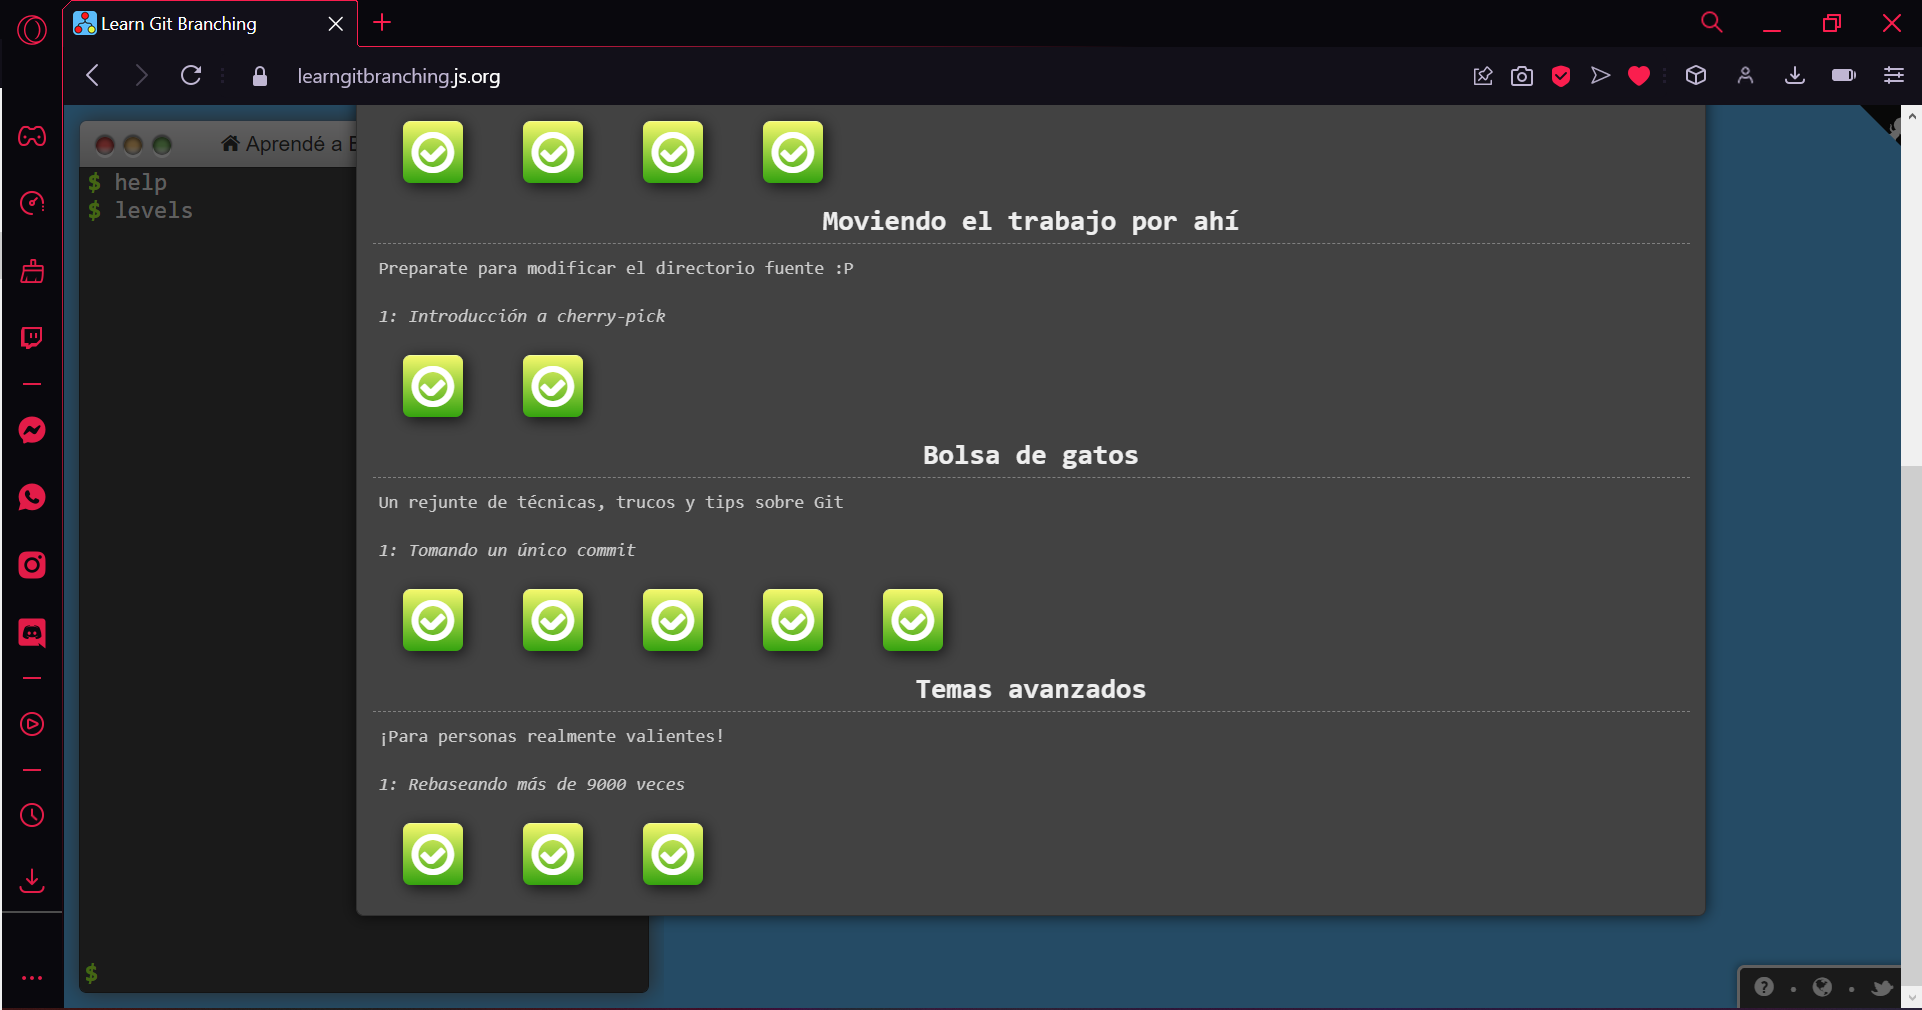 Learn Git Branching
learngitbranching.js.org
Aprendé a
$ help
$ levels
Moviendo el trabajo por ahí
Preparate para modificar el directorio fuente :P
1: Introducción a cherry-pick
Bolsa de gatos
Un rejunte de técnicas, trucos y tips sobre Git
1: Tomando un único commit
Temas avanzados
¡Para personas realmente valientes!
1: Rebaseando más de 9000 veces
$